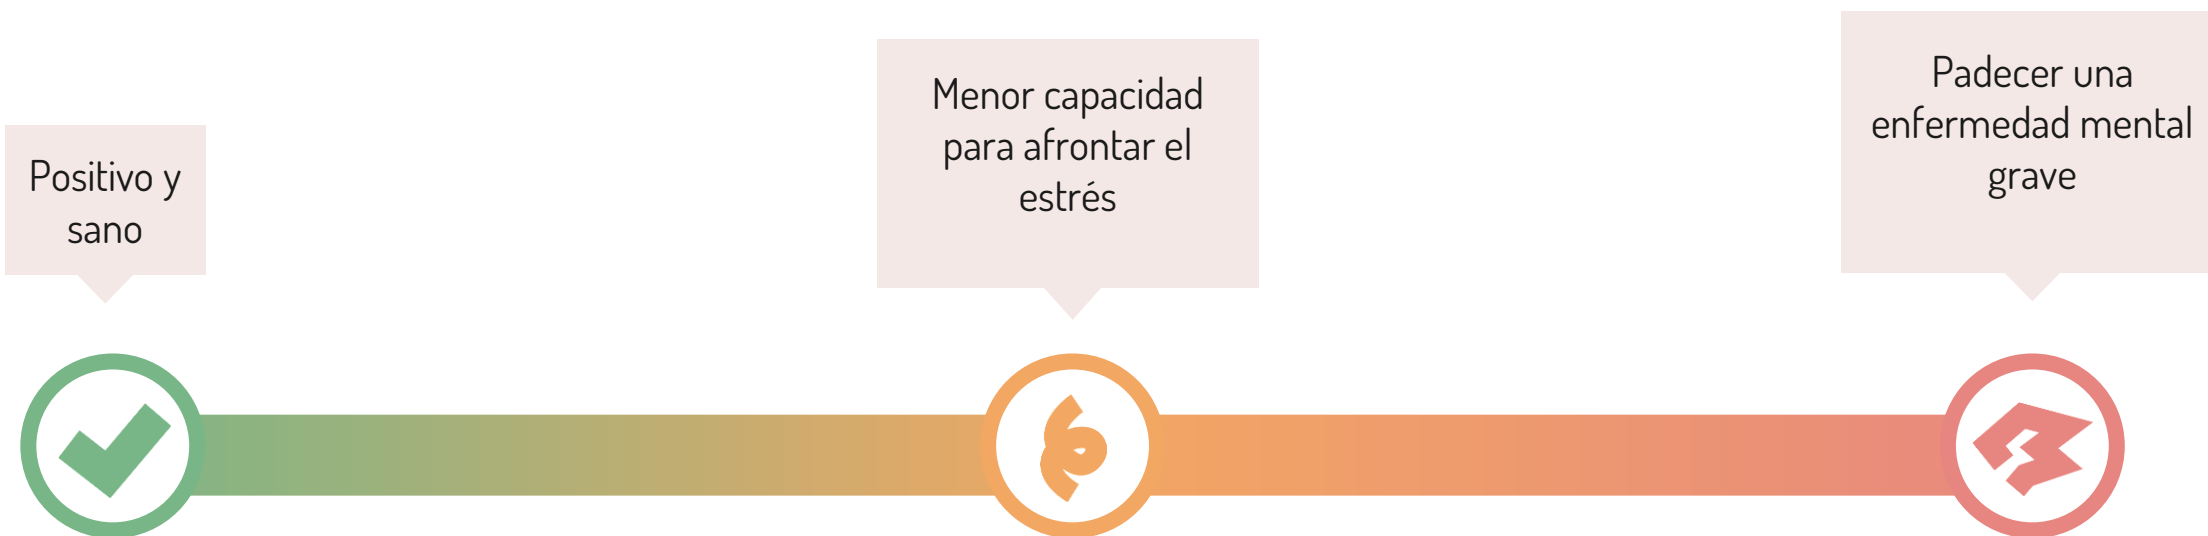 Positivo y
sano
Menor capacidad
para afrontar el
estrés
Padecer una
enfermedad mental
grave